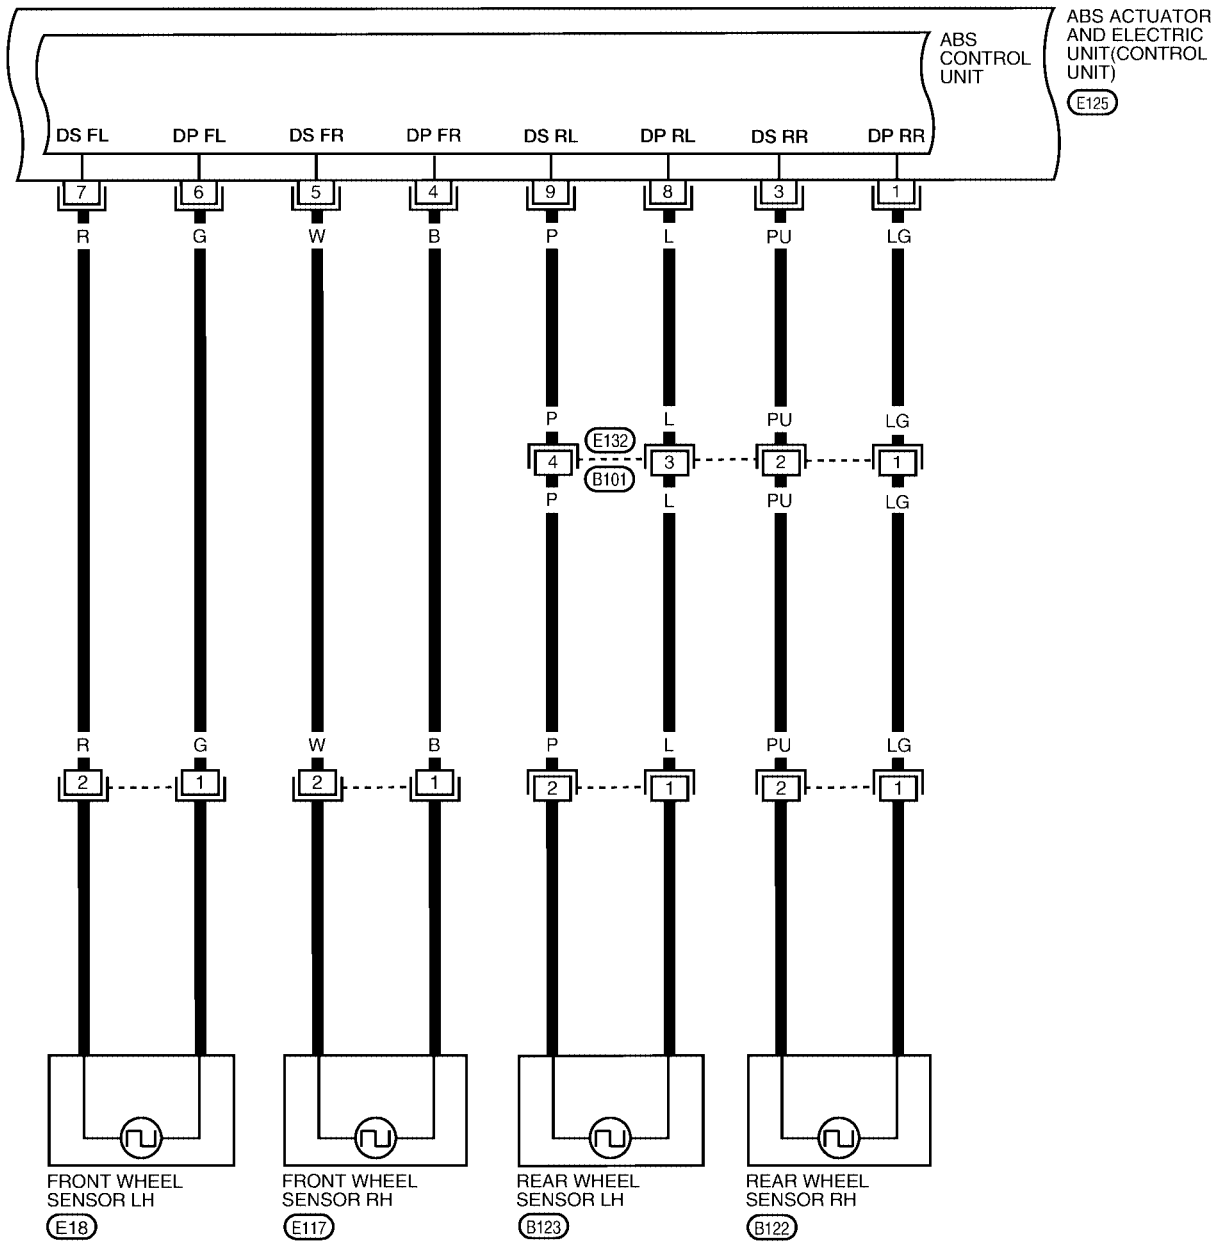 ABS ACTUATOR
AND ELECTRIC
UNIT(CONTROL
UNIT)
E125
ABS
CONTROL
UNIT
DS FL DP FL DS FR DP FR DS RL DP RL DS RR DP RR
7 6 5 4 9 8 3 1
R G W B P L PU LG
P L PU LG
E132
4 3 2 1
B101
P L PU LG
R G W B P L PU LG
2 1 2 1 2 1 2 1
FRONT WHEEL
SENSOR LH
E18
FRONT WHEEL
SENSOR RH
E117
REAR WHEEL
SENSOR LH
B123
REAR WHEEL
SENSOR RH
B122